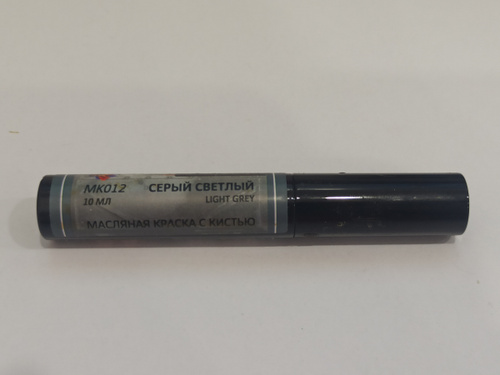 МК012 СЕРЫЙ СВЕТЛЫЙ
10 МЛ LIGHT GREY
МАСЛЯНАЯ КРАСКА С КИСТЬЮ